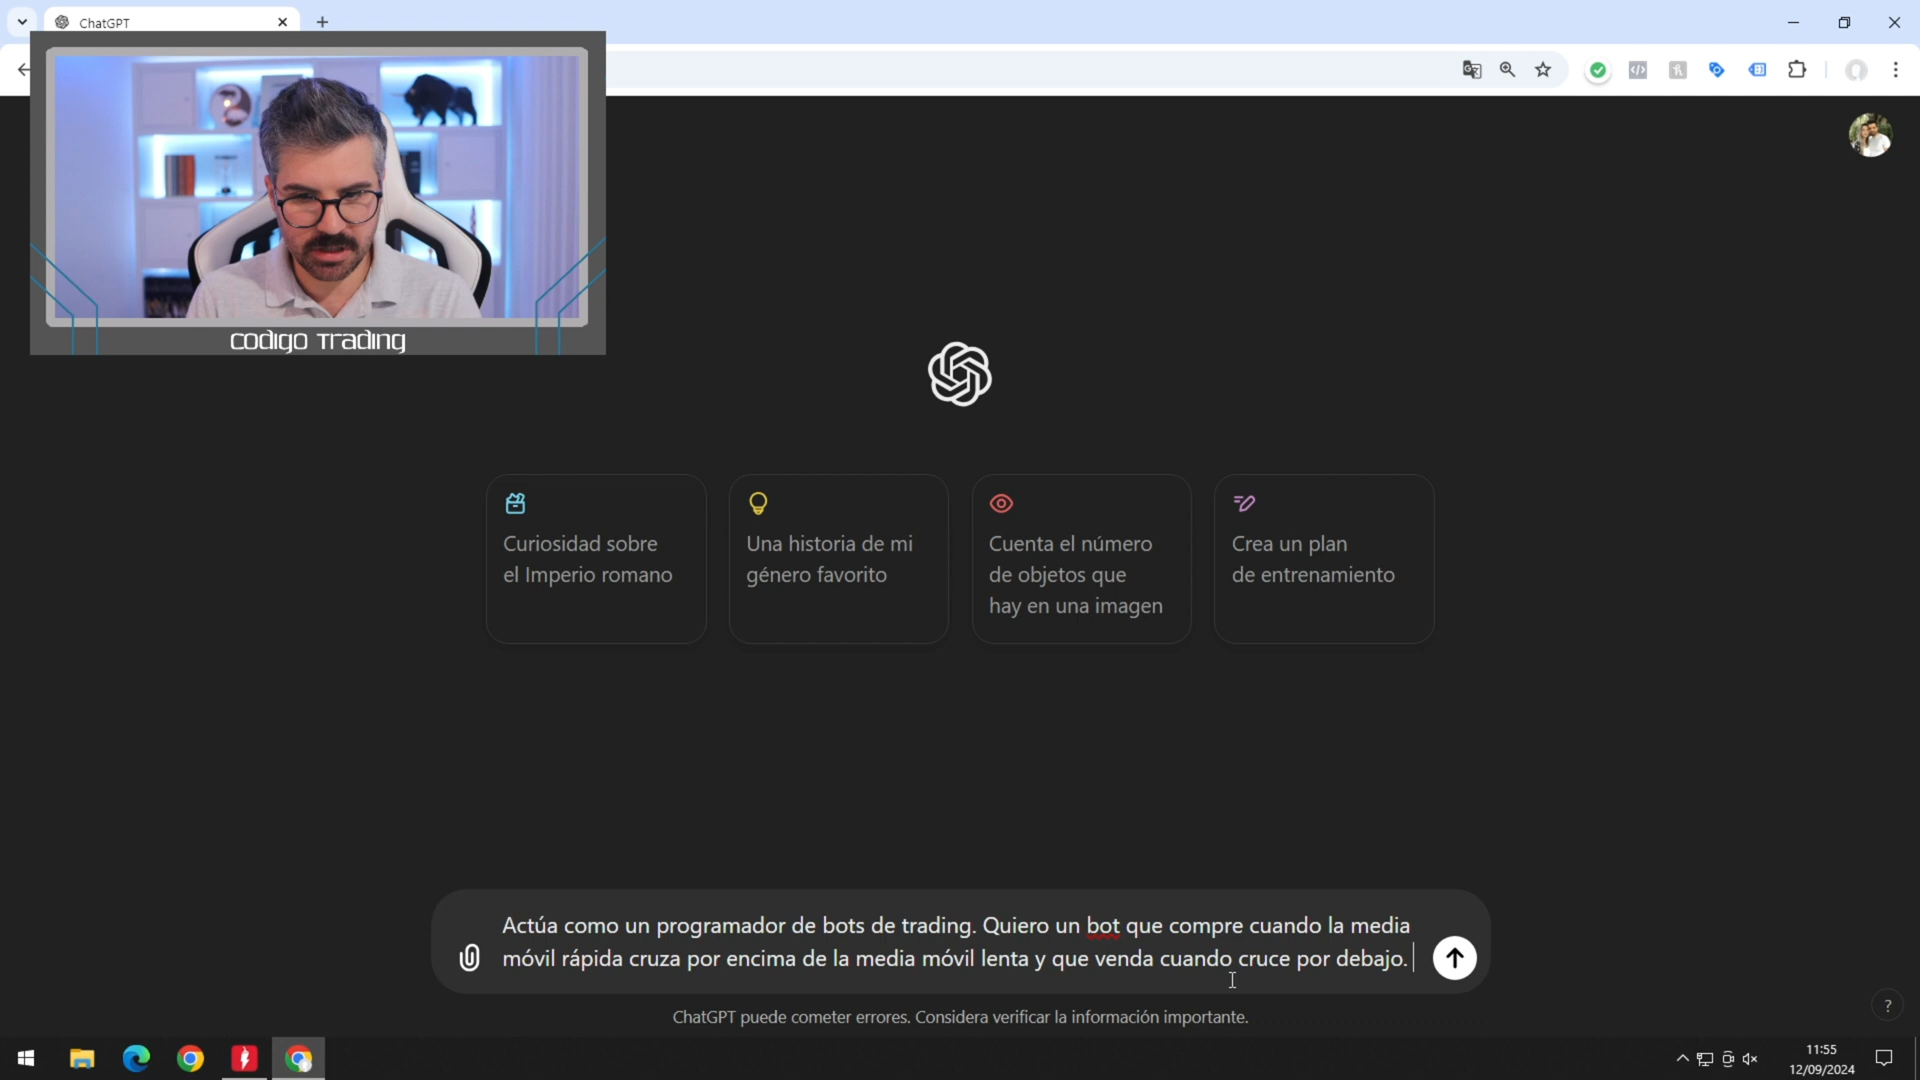 ChatGPT
codigo Trading
Curiosidad sobre
el Imperio romano
Una historia de mi
género favorito
Cuenta el número
de objetos que
hay en una imagen
Crea un plan
de entrenamiento
Actúa como un programador de bots de trading. Quiero un bot que compre cuando la media
móvil rápida cruza por encima de la media móvil lenta y que venda cuando cruce por debajo.
ChatGPT puede cometer errores. Considera verificar la información importante.
?
11:55
12/09/2024